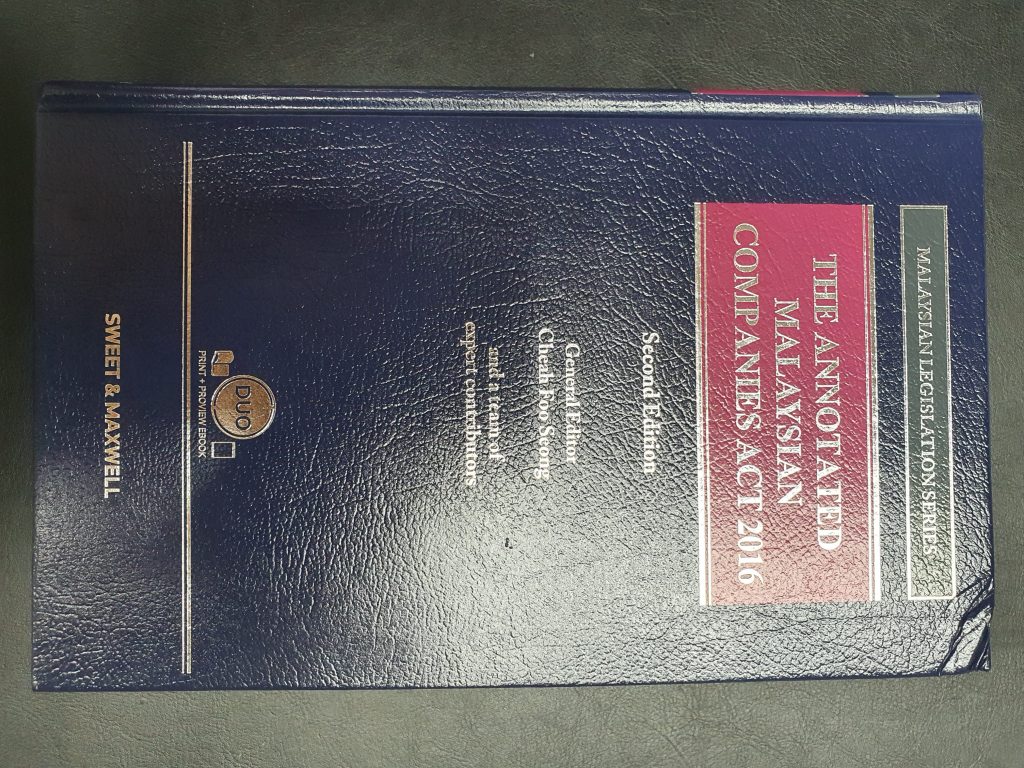 MALAYSIAN LEGISLATION SERIES
THE ANNOTATED
MALAYSIAN
COMPANIES ACT 2016
Second Edition
General Editor
Cheah Foo Seong
and a team of
expert contributors
DUO
PRINT + PROVIEW EBOOK
SWEET & MAXWELL